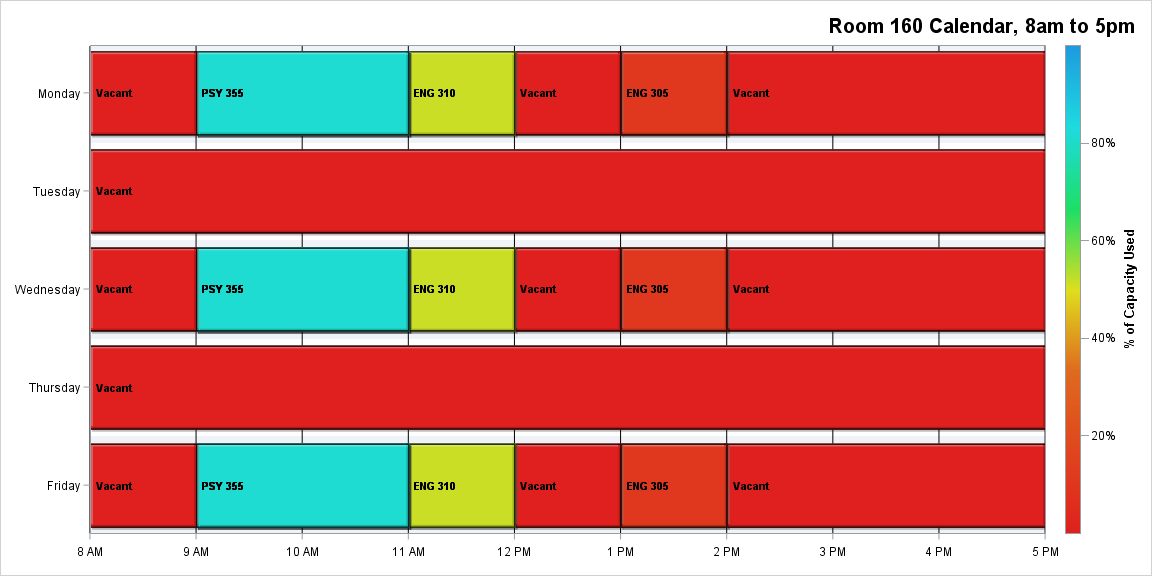 Room 160 Calendar, 8am to 5pm
Monday
Vacant
PSY 355
ENG 310
Vacant
ENG 305
Vacant
Tuesday
Vacant
Wednesday
Vacant
PSY 355
ENG 310
Vacant
ENG 305
Vacant
Thursday
Vacant
Friday
Vacant
PSY 355
ENG 310
Vacant
ENG 305
Vacant
8 AM
9 AM
10 AM
11 AM
12 PM
1 PM
2 PM
3 PM
4 PM
5 PM
80%
60%
40%
20%
% of Capacity Used